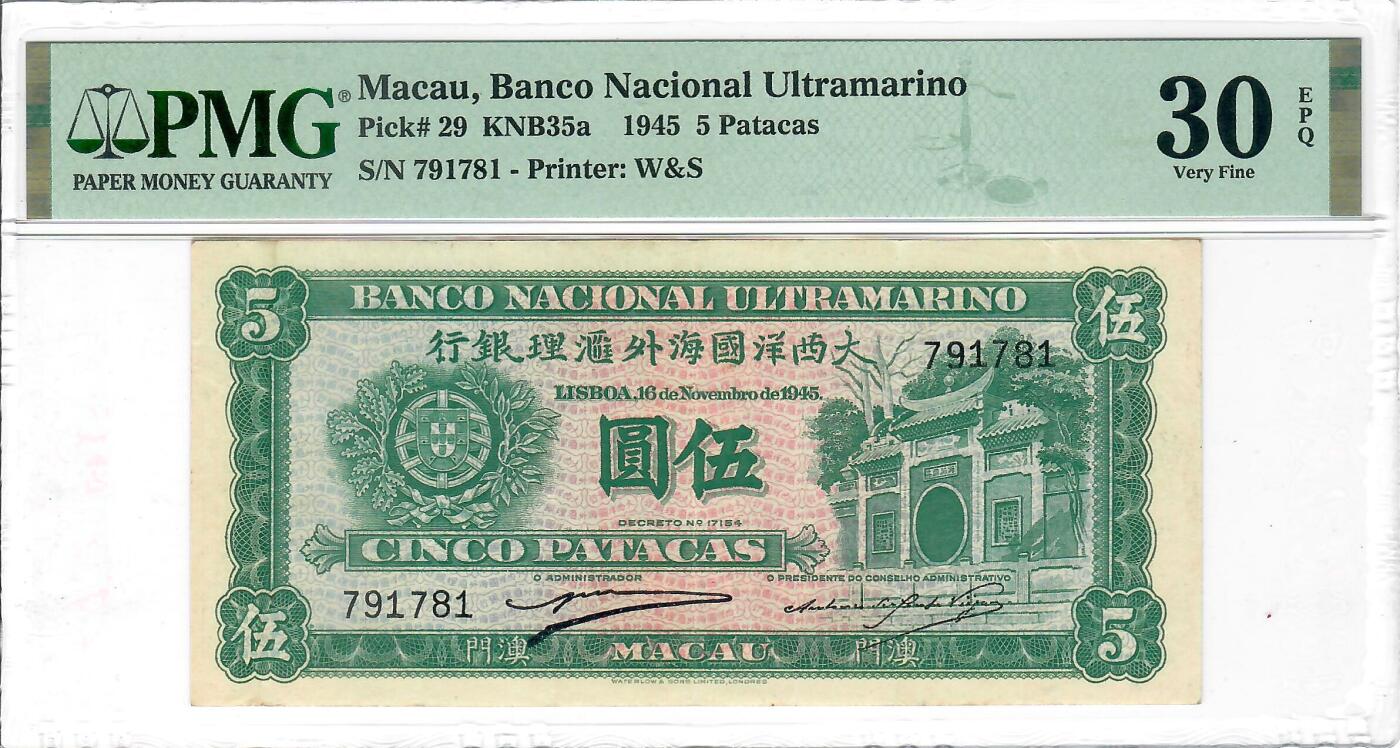 PMG®
PAPER MONEY GUARANTY
Macau, Banco Nacional Ultramarino
Pick# 29 KNB35a 1945 5 Patacas
S/N 791781 - Printer: W&S
30
EPQ
Very Fine
5
BANCO NACIONAL ULTRAMARINO
伍
行銀理滙外海國洋西大
791781
LISBOA, 16 de Novembro de 1945.
圓伍
DECRETO Nº 17154
CINCO PATACAS
O ADMINISTRADOR
O PRESIDENTE DO CONSELHO ADMINISTRATIVO
791781
伍
門澳
MACAU
門澳
5
WATERLOW & SONS LIMITED, LONDRES